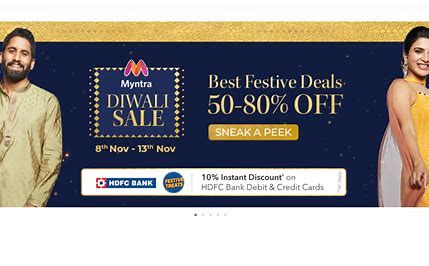 Myntra
DIWALI
SALE
8th Nov - 13th Nov
Best Festive Deals
50-80% OFF
SNEAK A PEEK
HDFC BANK
FESTIVE TREATS
10% Instant Discount* on
HDFC Bank Debit & Credit Cards